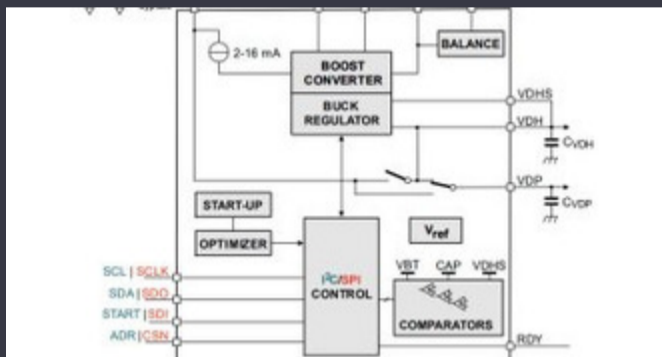 2-16 mA
BALANCE
BOOST
CONVERTER
BUCK
REGULATOR
VDHS
VDH
CVDH
VDP
CVDP
START-UP
OPTIMIZER
Vref
SCL | SCLK
SDA | SDO
START | SDI
ADR | CSN
I²C/SPI
CONTROL
VBT CAP VDHS
COMPARATORS
RDY